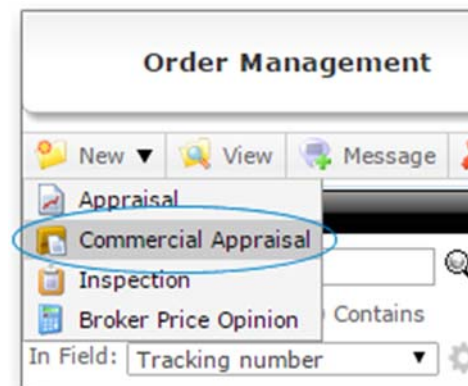 Order Management
New ▼ View Message
Appraisal
Commercial Appraisal
Inspection
Broker Price Opinion
Contains
In Field: Tracking number ▼